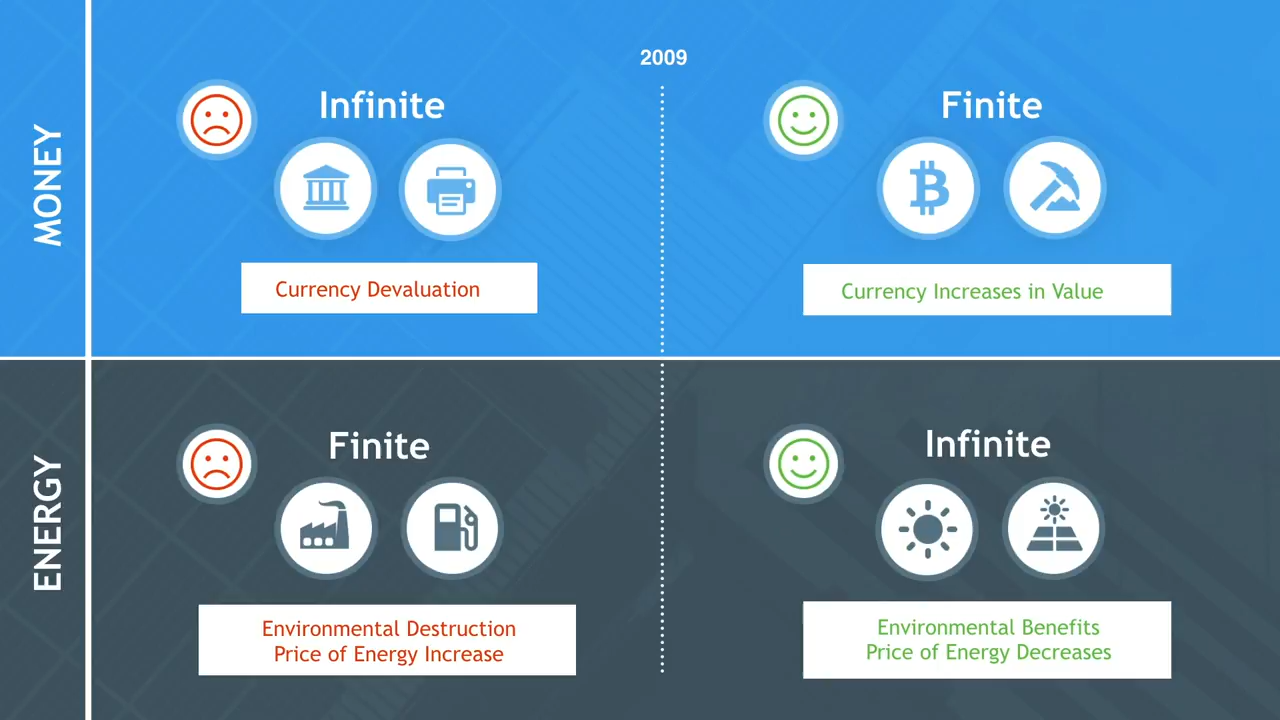 2009
MONEY
Infinite
Currency Devaluation
Finite
Currency Increases in Value
ENERGY
Finite
Environmental Destruction
Price of Energy Increase
Infinite
Environmental Benefits
Price of Energy Decreases